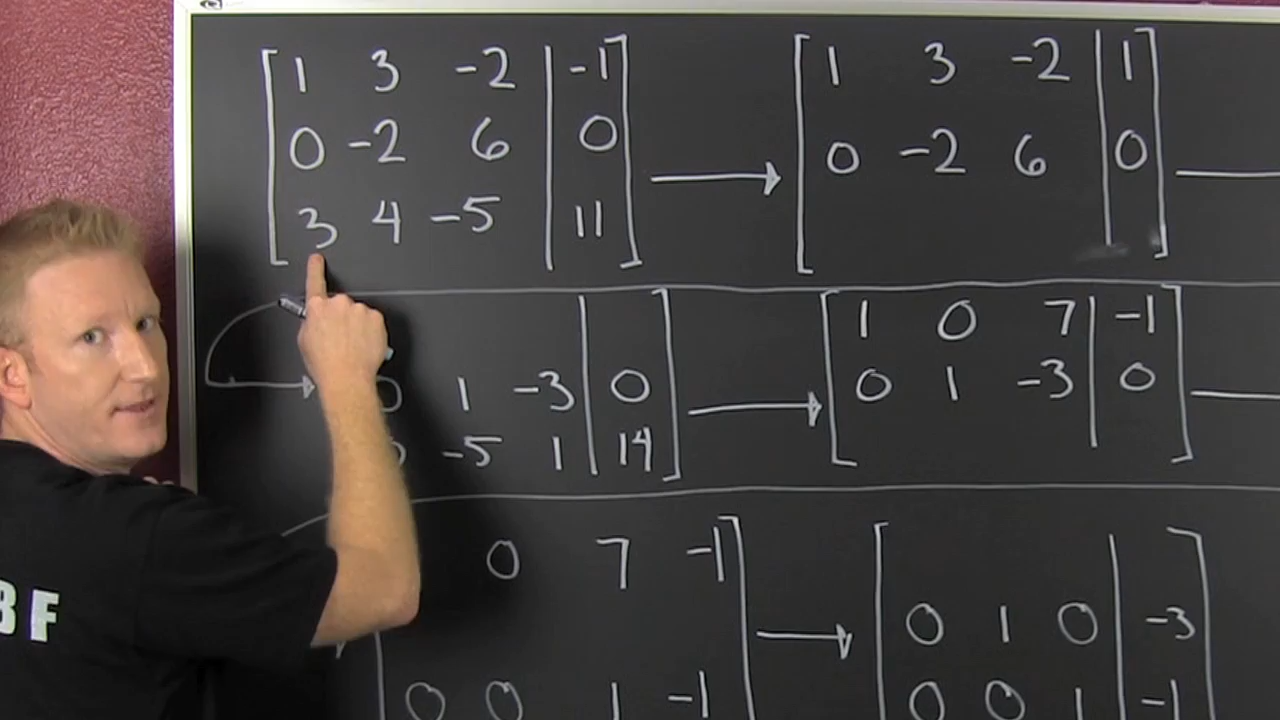 1 3 -2 | -1
0 -2 6 | 0
3 4 -5 | 11
1 3 -2 | 1
0 -2 6 | 0
0 1 -3 | 0
-5 1 | 14
1 0 7 | -1
0 1 -3 | 0
0 7 -1
0 0 1 -1
0 1 0 | -3
0 0 1 | -1
BF